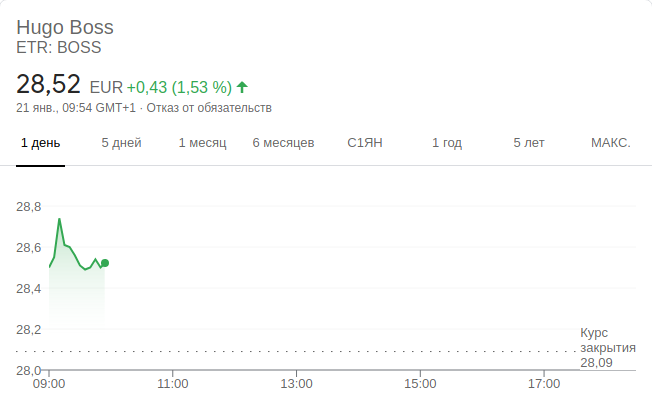 Hugo Boss
ETR: BOSS
28,52 EUR +0,43 (1,53 %)
21 янв., 09:54 GMT+1 · Отказ от обязательств
1 день 5 дней 1 месяц 6 месяцев С1ЯН 1 год 5 лет МАКС.
28,8
28,6
28,4
28,2
Курс
закрытия
28,09
28,0
09:00 11:00 13:00 15:00 17:00